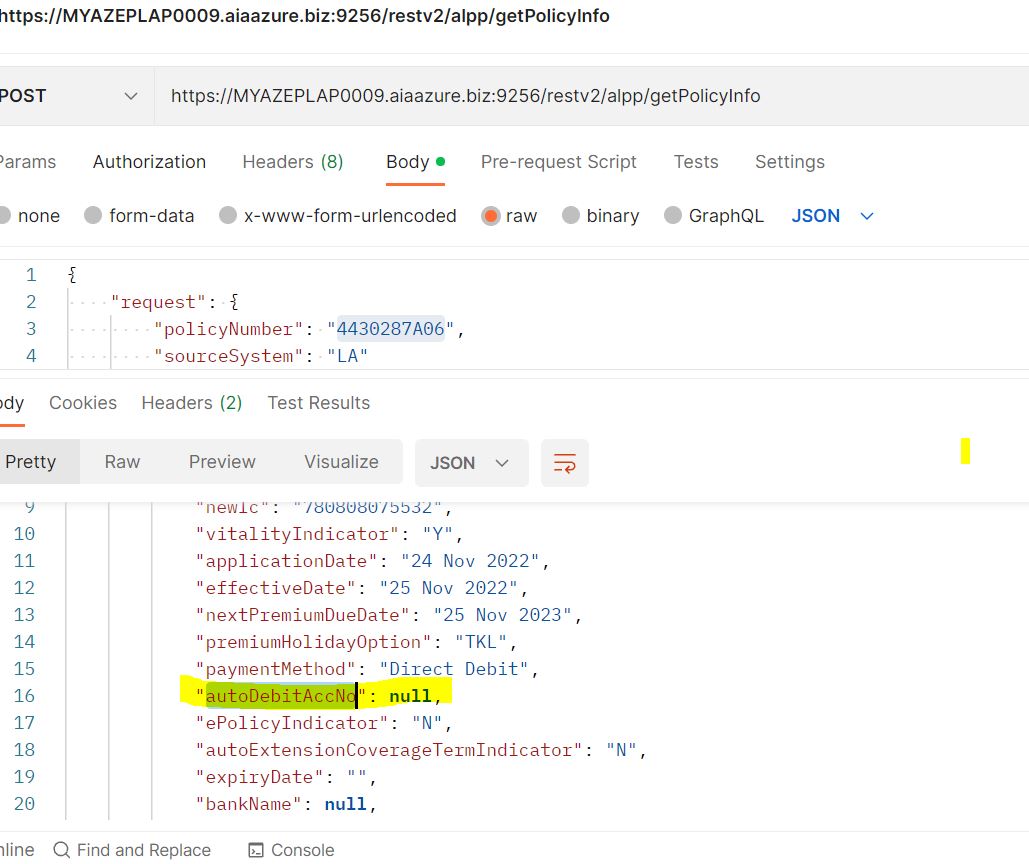 https://MYAZEPLAP0009.aiaazure.biz:9256/restv2/alpp/getPolicyInfo
POST https://MYAZEPLAP0009.aiaazure.biz:9256/restv2/alpp/getPolicyInfo
Params Authorization Headers (8) Body Pre-request Script Tests Settings
none form-data x-www-form-urlencoded raw binary GraphQL JSON
1 {
2 "request": {
3 "policyNumber": "4430287A06",
4 "sourceSystem": "LA"
Body Cookies Headers (2) Test Results
Pretty Raw Preview Visualize JSON
9 "newIc": "780808075532",
10 "vitalityIndicator": "Y",
11 "applicationDate": "24 Nov 2022",
12 "effectiveDate": "25 Nov 2022",
13 "nextPremiumDueDate": "25 Nov 2023",
14 "premiumHolidayOption": "TKL",
15 "paymentMethod": "Direct Debit",
16 "autoDebitAccNo": null,
17 "ePolicyIndicator": "N",
18 "autoExtensionCoverageTermIndicator": "N",
19 "expiryDate": "",
20 "bankName": null,
nline Find and Replace Console